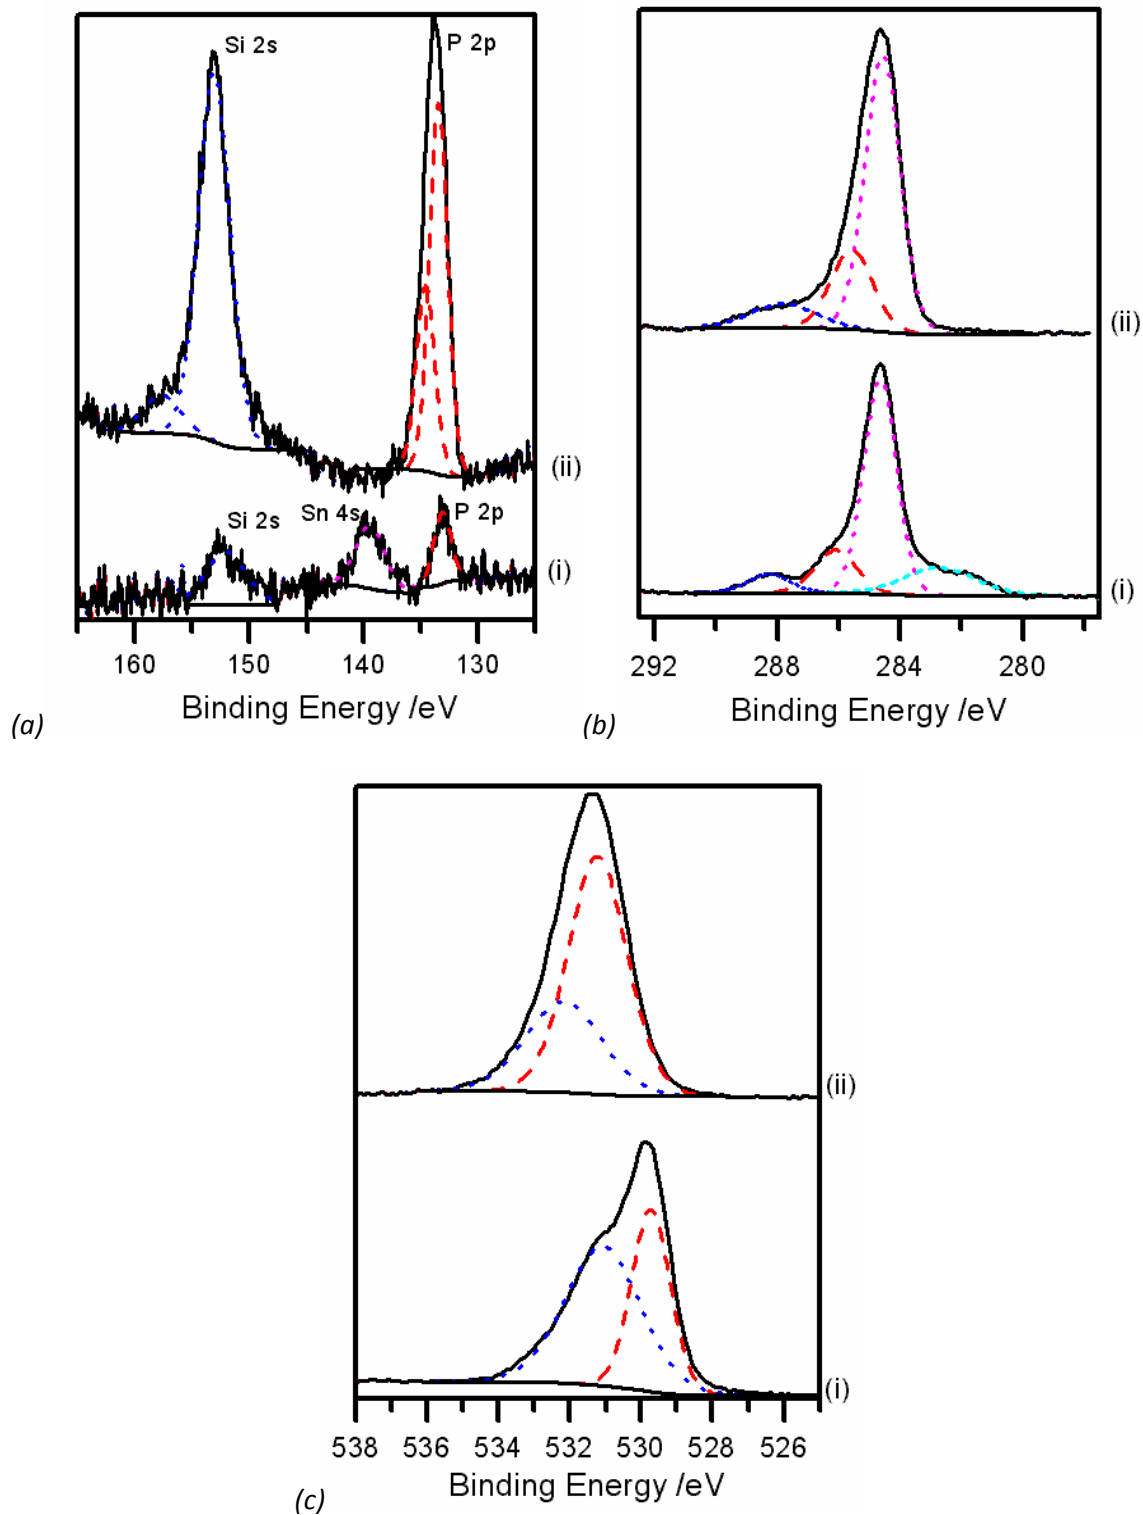 Si 2s
P 2p
(ii)
Si 2s
Sn 4s
P 2p
(i)
160 150 140 130
Binding Energy /eV
(a)
(ii)
(i)
292 288 284 280
Binding Energy /eV
(b)
(ii)
(i)
538 536 534 532 530 528 526
Binding Energy /eV
(c)